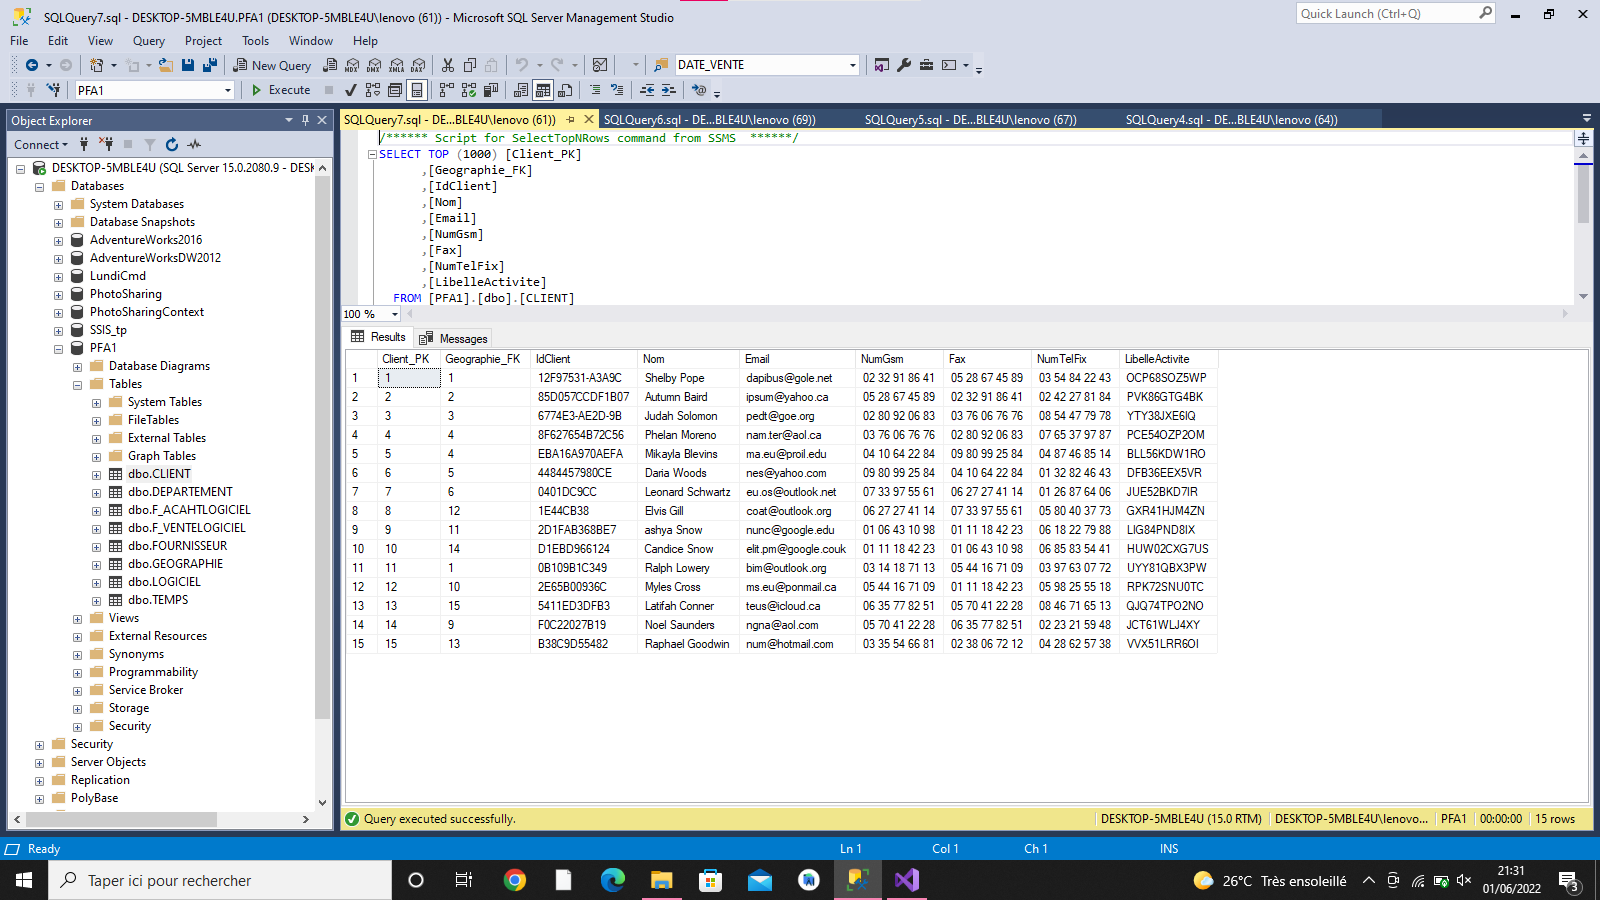 SQLQuery7.sql - DESKTOP-5MBLE4U.PFA1 (DESKTOP-5MBLE4U\lenovo (61)) - Microsoft SQL Server Management Studio
Quick Launch (Ctrl+Q)
File Edit View Query Project Tools Window Help
New Query MDX DMX XMLA DAX DATE_VENTE
PFA1 Execute
Object Explorer
Connect
DESKTOP-5MBLE4U (SQL Server 15.0.2080.9 - DESK
Databases
System Databases
Database Snapshots
AdventureWorks2016
AdventureWorksDW2012
LundiCmd
PhotoSharing
PhotoSharingContext
SSIS_tp
PFA1
Database Diagrams
Tables
System Tables
FileTables
External Tables
Graph Tables
dbo.CLIENT
dbo.DEPARTEMENT
dbo.F_ACAHTLOGICIEL
dbo.F_VENTELOGICIEL
dbo.FOURNISSEUR
dbo.GEOGRAPHIE
dbo.LOGICIEL
dbo.TEMPS
Views
External Resources
Synonyms
Programmability
Service Broker
Storage
Security
Security
Server Objects
Replication
PolyBase
SQLQuery7.sql - DE...BLE4U\lenovo (61)) SQLQuery6.sql - DE...BLE4U\lenovo (69)) SQLQuery5.sql - DE...BLE4U\lenovo (67)) SQLQuery4.sql - DE...BLE4U\lenovo (64))
/****** Script for SelectTopNRows command from SSMS ******/
SELECT TOP (1000) [Client_PK]
,[Geographie_FK]
,[IdClient]
,[Nom]
,[Email]
,[NumGsm]
,[Fax]
,[NumTelFix]
,[LibelleActivite]
FROM [PFA1].[dbo].[CLIENT]
100 %
Results Messages
Client_PK Geographie_FK IdClient Nom Email NumGsm Fax NumTelFix LibelleActivite
1 1 1 12F97531-A3A9C Shelby Pope dapibus@gole.net 02 32 91 86 41 05 28 67 45 89 03 54 84 22 43 OCP68SOZ5WP
2 2 2 85D057CCDF1B07 Autumn Baird ipsum@yahoo.ca 05 28 67 45 89 02 32 91 86 41 02 42 27 81 84 PVK86GTG4BK
3 3 3 6774E3-AE2D-9B Judah Solomon pedt@goe.org 02 80 92 06 83 03 76 06 76 76 08 54 47 79 78 YTY38JXE6IQ
4 4 4 8F627654B72C56 Phelan Moreno nam.ter@aol.ca 03 76 06 76 76 02 80 92 06 83 07 65 37 97 87 PCE54OZP2OM
5 5 4 EBA16A970AEFA Mikayla Blevins ma.eu@proil.edu 04 10 64 22 84 09 80 99 25 84 04 87 46 85 14 BLL56KDW1RO
6 6 5 4484457980CE Daria Woods nes@yahoo.com 09 80 99 25 84 04 10 64 22 84 01 32 82 46 43 DFB36EEX5VR
7 7 6 0401DC9CC Leonard Schwartz eu.os@outlook.net 07 33 97 55 61 06 27 27 41 14 01 26 87 64 06 JUE52BKD7IR
8 8 12 1E44CB38 Elvis Gill coat@outlook.org 06 27 27 41 14 07 33 97 55 61 05 80 40 37 73 GXR41HJM4ZN
9 9 11 2D1FAB368BE7 ashya Snow nunc@google.edu 01 06 43 10 98 01 11 18 42 23 06 18 22 79 88 LIG84PND8IX
10 10 14 D1EBD966124 Candice Snow elit.pm@google.couk 01 11 18 42 23 01 06 43 10 98 06 85 83 54 41 HUW02CXG7US
11 11 1 0B109B1C349 Ralph Lowery bim@outlook.org 03 14 18 71 13 05 44 16 71 09 03 97 63 07 72 UYY81QBX3PW
12 12 10 2E65B00936C Myles Cross ms.eu@ponmail.ca 05 44 16 71 09 01 11 18 42 23 05 98 25 55 18 RPK72SNU0TC
13 13 15 5411ED3DFB3 Latifah Conner teus@icloud.ca 06 35 77 82 51 05 70 41 22 28 08 46 71 65 13 QJQ74TPO2NO
14 14 9 F0C22027B19 Noel Saunders ngna@aol.com 05 70 41 22 28 06 35 77 82 51 02 23 21 59 48 JCT61WLJ4XY
15 15 13 B38C9D55482 Raphael Goodwin num@hotmail.com 03 35 54 66 81 02 38 06 72 12 04 28 62 57 38 VVX51LRR6OI
Query executed successfully. DESKTOP-5MBLE4U (15.0 RTM) DESKTOP-5MBLE4U\lenovo... PFA1 00:00:00 15 rows
Ready Ln 1 Col 1 Ch 1 INS
Taper ici pour rechercher 26°C Très ensoleillé 21:31
01/06/2022 3